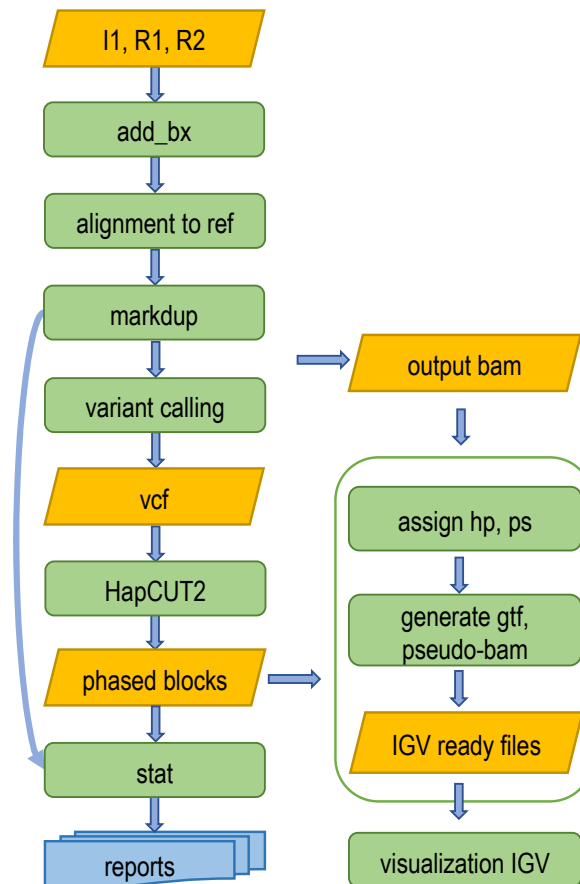 I1, R1, R2
add_bx
alignment to ref
markdup
variant calling
vcf
HapCUT2
phased blocks
stat
reports
output bam
assign hp, ps
generate gtf,
pseudo-bam
IGV ready files
visualization IGV